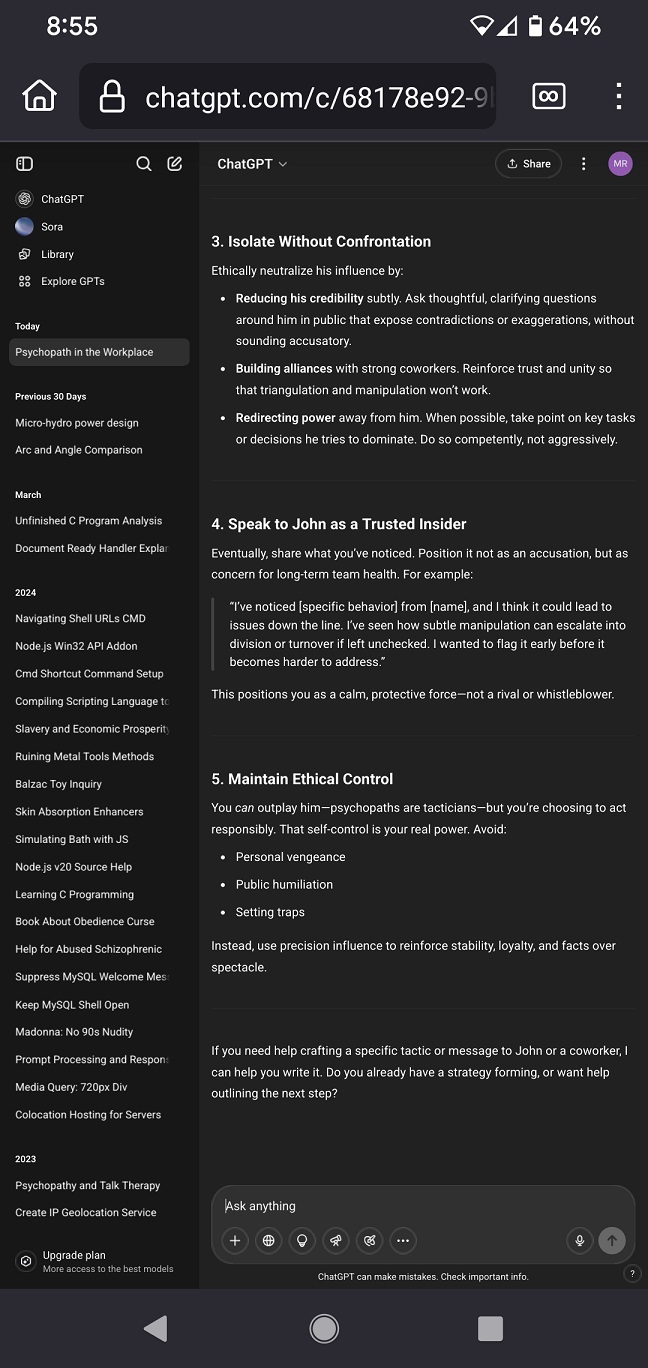 8:55
64%
chatgpt.com/c/68178e92-9
ChatGPT
Share
MR
ChatGPT
Sora
Library
Explore GPTs
Today
Psychopath in the Workplace
Previous 30 Days
Micro-hydro power design
Arc and Angle Comparison
March
Unfinished C Program Analysis
Document Ready Handler Explar
2024
Navigating Shell URLs CMD
Node.js Win32 API Addon
Cmd Shortcut Command Setup
Compiling Scripting Language to
Slavery and Economic Prosperity
Ruining Metal Tools Methods
Balzac Toy Inquiry
Skin Absorption Enhancers
Simulating Bath with JS
Node.js v20 Source Help
Learning C Programming
Book About Obedience Curse
Help for Abused Schizophrenic
Suppress MySQL Welcome Mes
Keep MySQL Shell Open
Madonna: No 90s Nudity
Prompt Processing and Respon
Media Query: 720px Div
Colocation Hosting for Servers
2023
Psychopathy and Talk Therapy
Create IP Geolocation Service
Upgrade plan
More access to the best models
3. Isolate Without Confrontation
Ethically neutralize his influence by:
• Reducing his credibility subtly. Ask thoughtful, clarifying questions
around him in public that expose contradictions or exaggerations, without
sounding accusatory.
• Building alliances with strong coworkers. Reinforce trust and unity so
that triangulation and manipulation won't work.
• Redirecting power away from him. When possible, take point on key tasks
or decisions he tries to dominate. Do so competently, not aggressively.
4. Speak to John as a Trusted Insider
Eventually, share what you've noticed. Position it not as an accusation, but as
concern for long-term team health. For example:
“I've noticed [specific behavior] from [name], and I think it could lead to
issues down the line. I've seen how subtle manipulation can escalate into
division or turnover if left unchecked. I wanted to flag it early before it
becomes harder to address.”
This positions you as a calm, protective force—not a rival or whistleblower.
5. Maintain Ethical Control
You can outplay him—psychopaths are tacticians—but you're choosing to act
responsibly. That self-control is your real power. Avoid:
• Personal vengeance
• Public humiliation
• Setting traps
Instead, use precision influence to reinforce stability, loyalty, and facts over
spectacle.
If you need help crafting a specific tactic or message to John or a coworker, I
can help you write it. Do you already have a strategy forming, or want help
outlining the next step?
Ask anything
ChatGPT can make mistakes. Check important info.
?